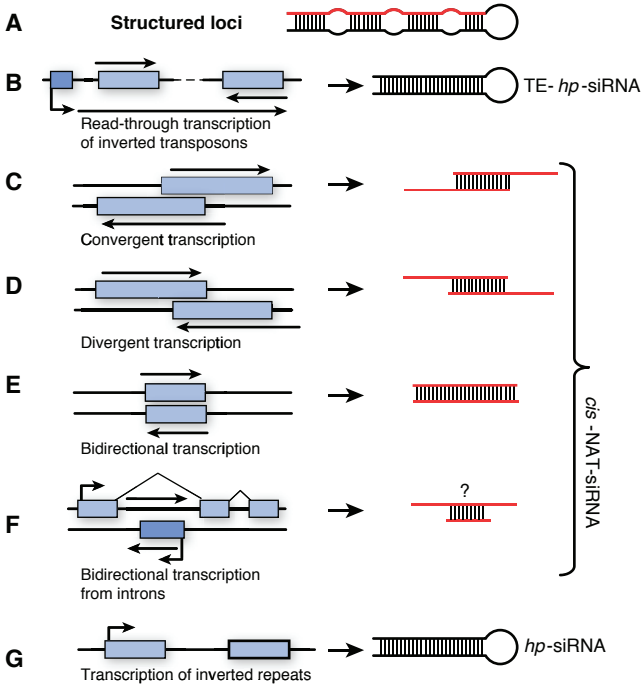 A Structured loci
B TE- hp -siRNA
Read-through transcription
of inverted transposons
C
Convergent transcription
D
Divergent transcription
E
Bidirectional transcription
cis -NAT-siRNA
?
F
Bidirectional transcription
from introns
G hp-siRNA
Transcription of inverted repeats